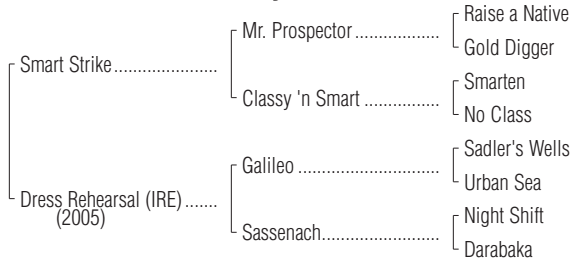 Raise a Native
Mr. Prospector ..................
Gold Digger
Smart Strike ......................
Smarten
Classy 'n Smart ................
No Class
Sadler's Wells
Galileo ..............................
Urban Sea
Dress Rehearsal (IRE) .......
(2005)
Night Shift
Sassenach.........................
Darabaka